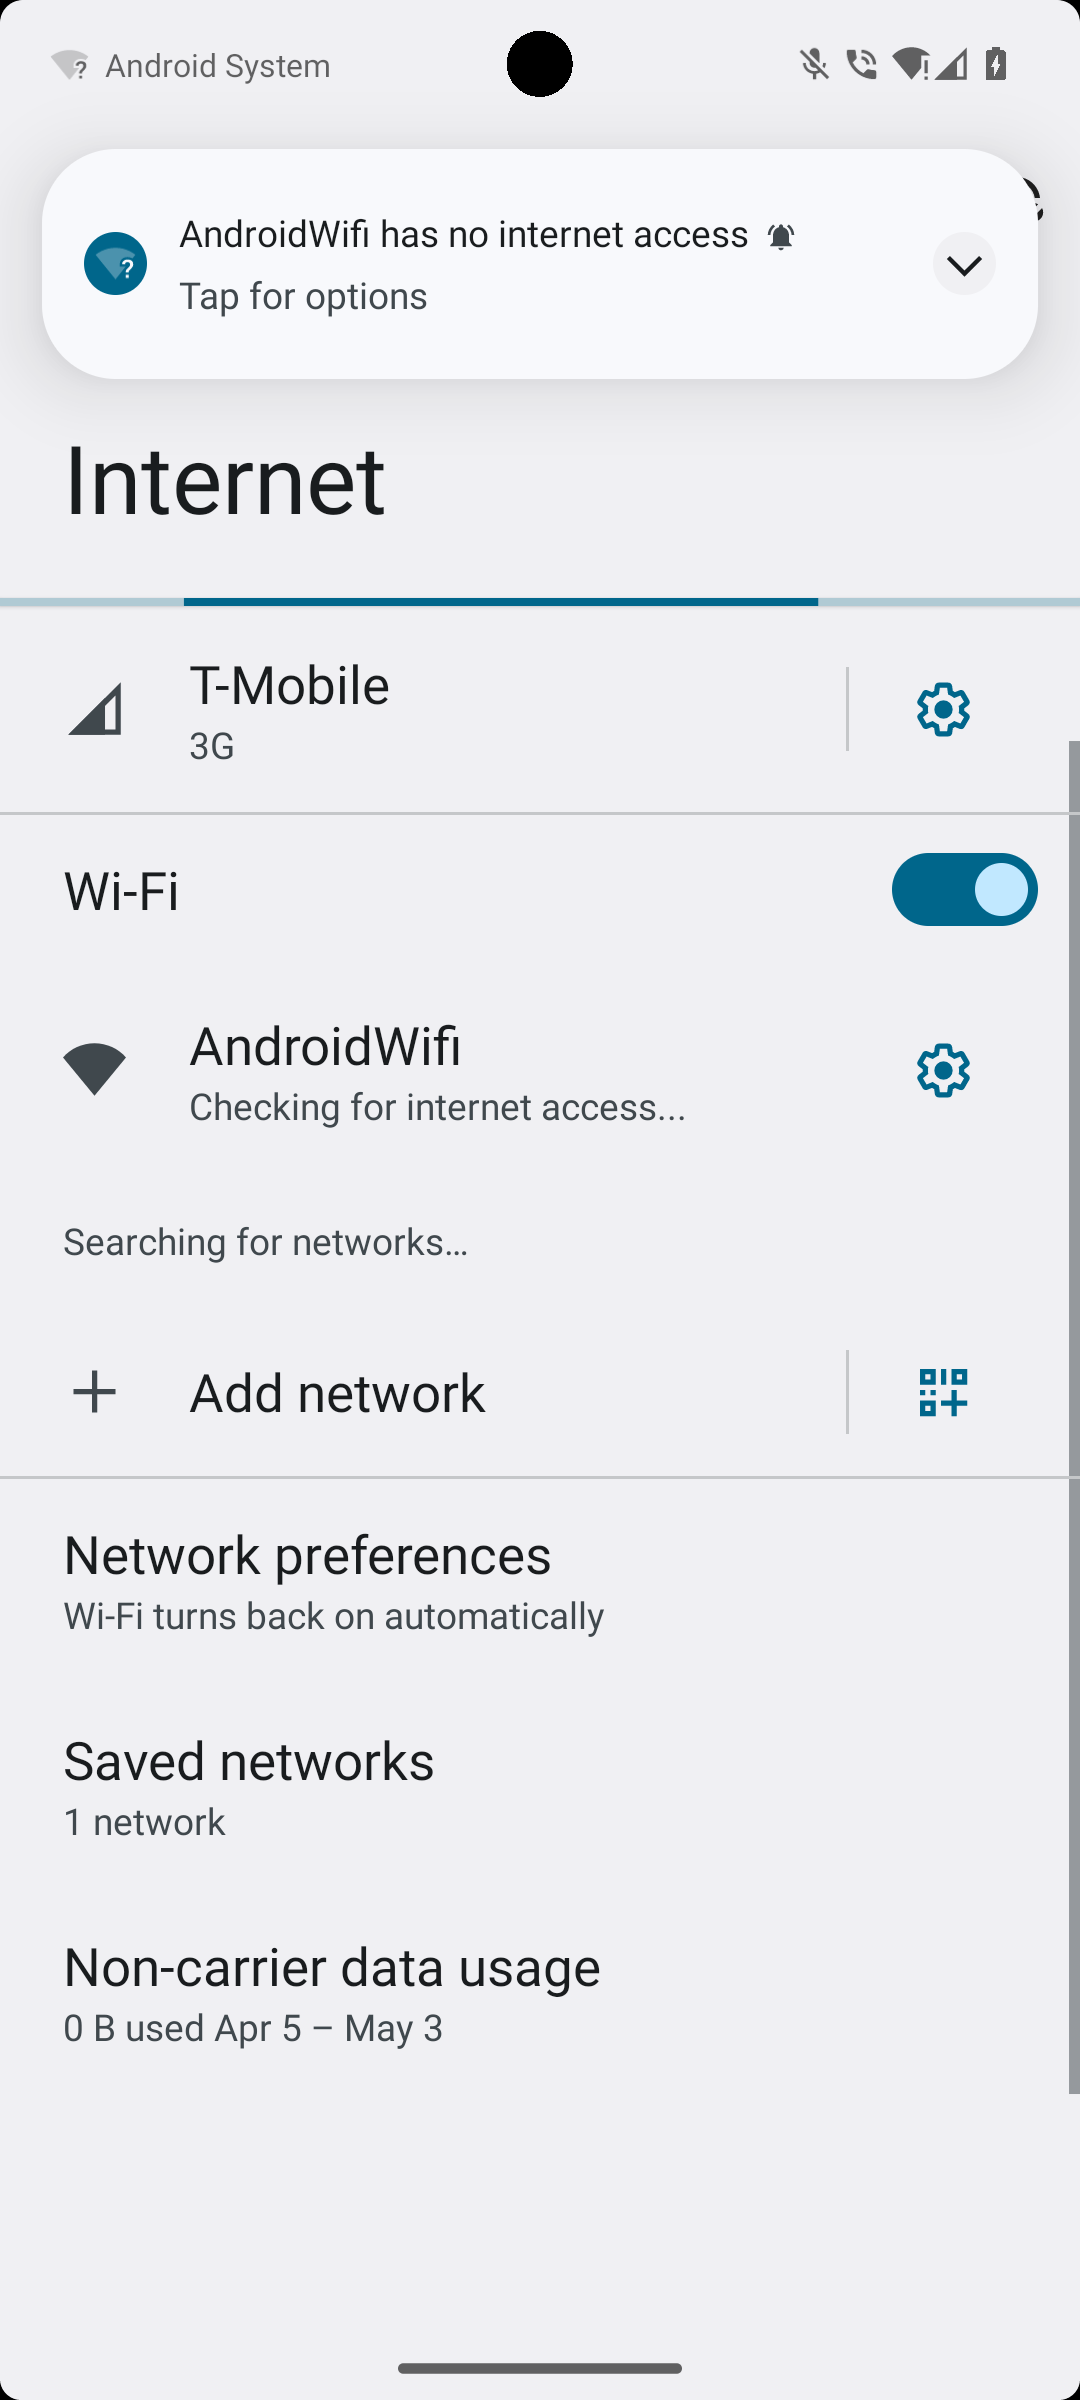 Android System
AndroidWifi has no internet access
Tap for options
Internet
T-Mobile
3G
Wi-Fi
AndroidWifi
Checking for internet access...
Searching for networks…
Add network
Network preferences
Wi-Fi turns back on automatically
Saved networks
1 network
Non-carrier data usage
0 B used Apr 5 – May 3